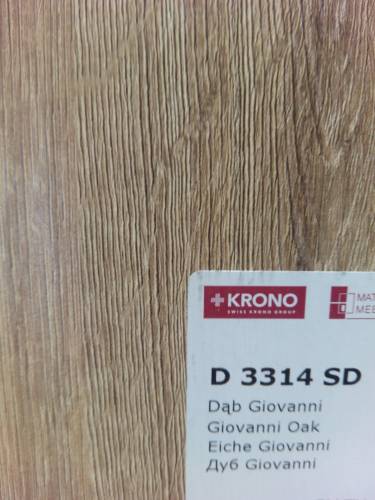 KRONO
SWISS KRONO GROUP
D 3314 SD
Dąb Giovanni
Giovanni Oak
Eiche Giovanni
Дуб Giovanni